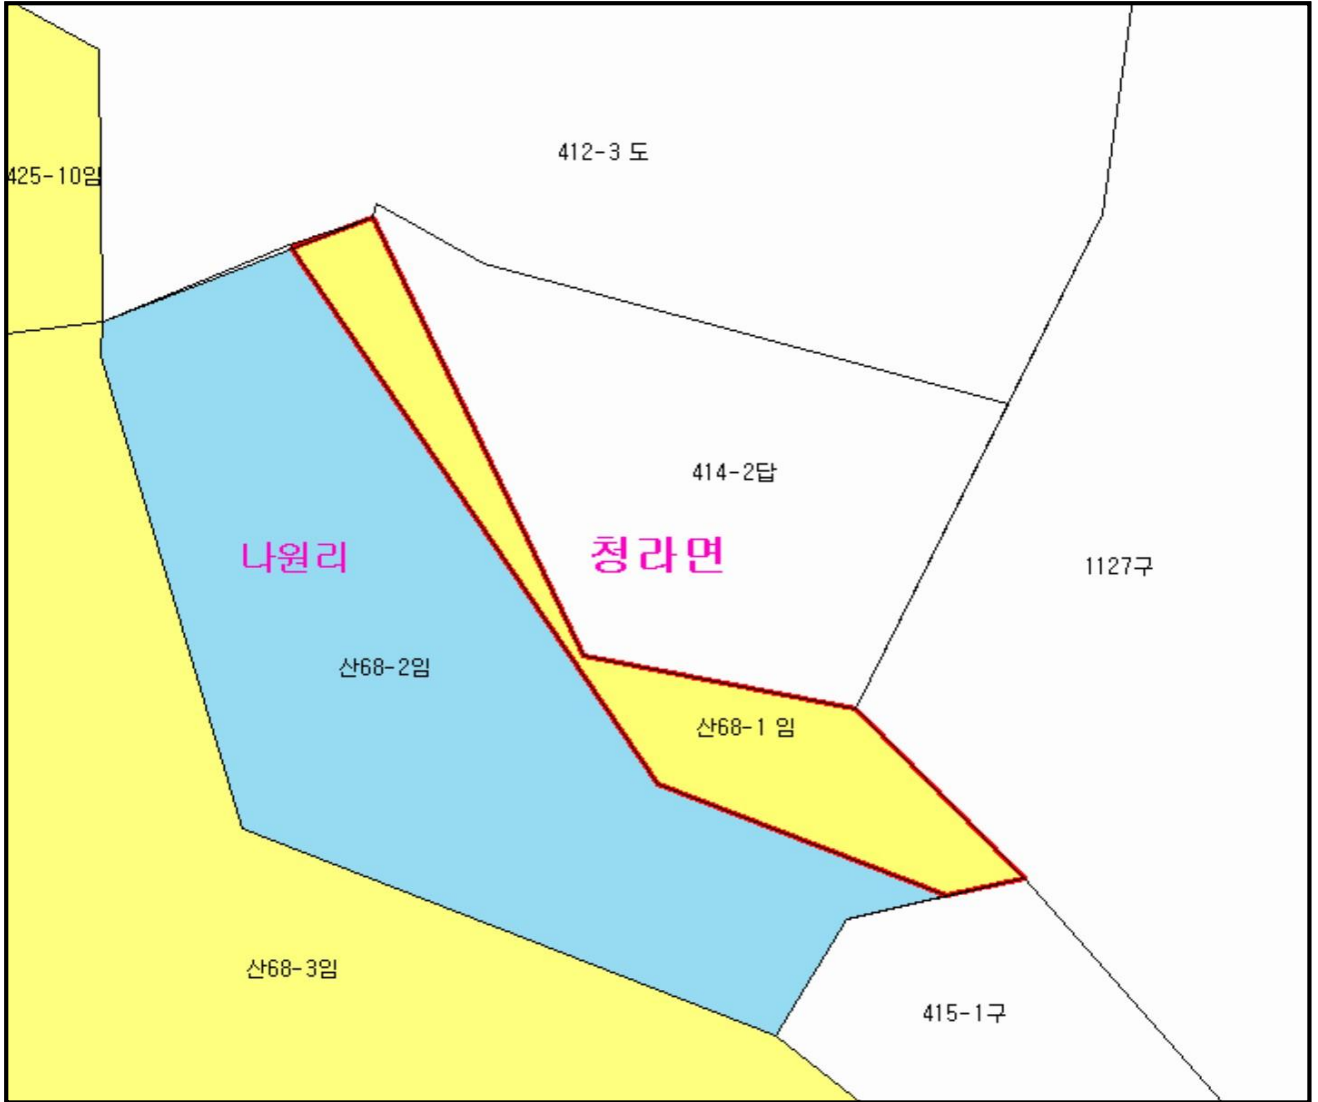 412-3 도
425-10임
414-2답
나원리
청라면
1127구
산68-2임
산68-1 임
산68-3임
415-1구